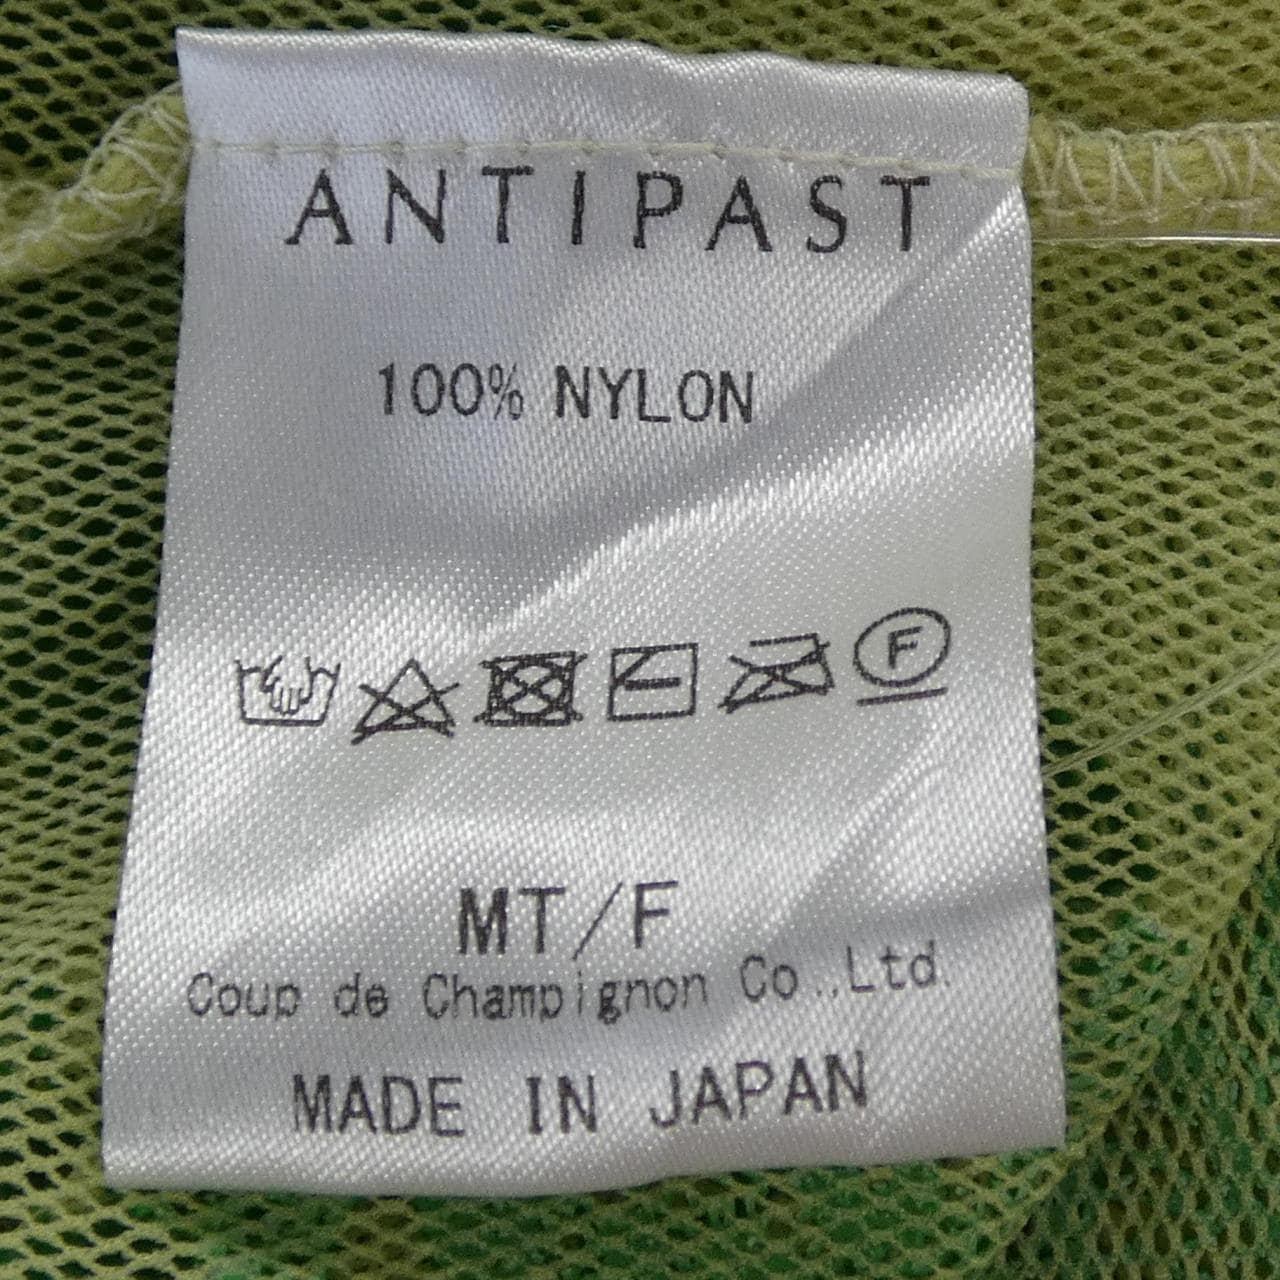 ANTIPAST
100% NYLON
F
MT/F
Coup de Champignon Co.,Ltd.
MADE IN JAPAN